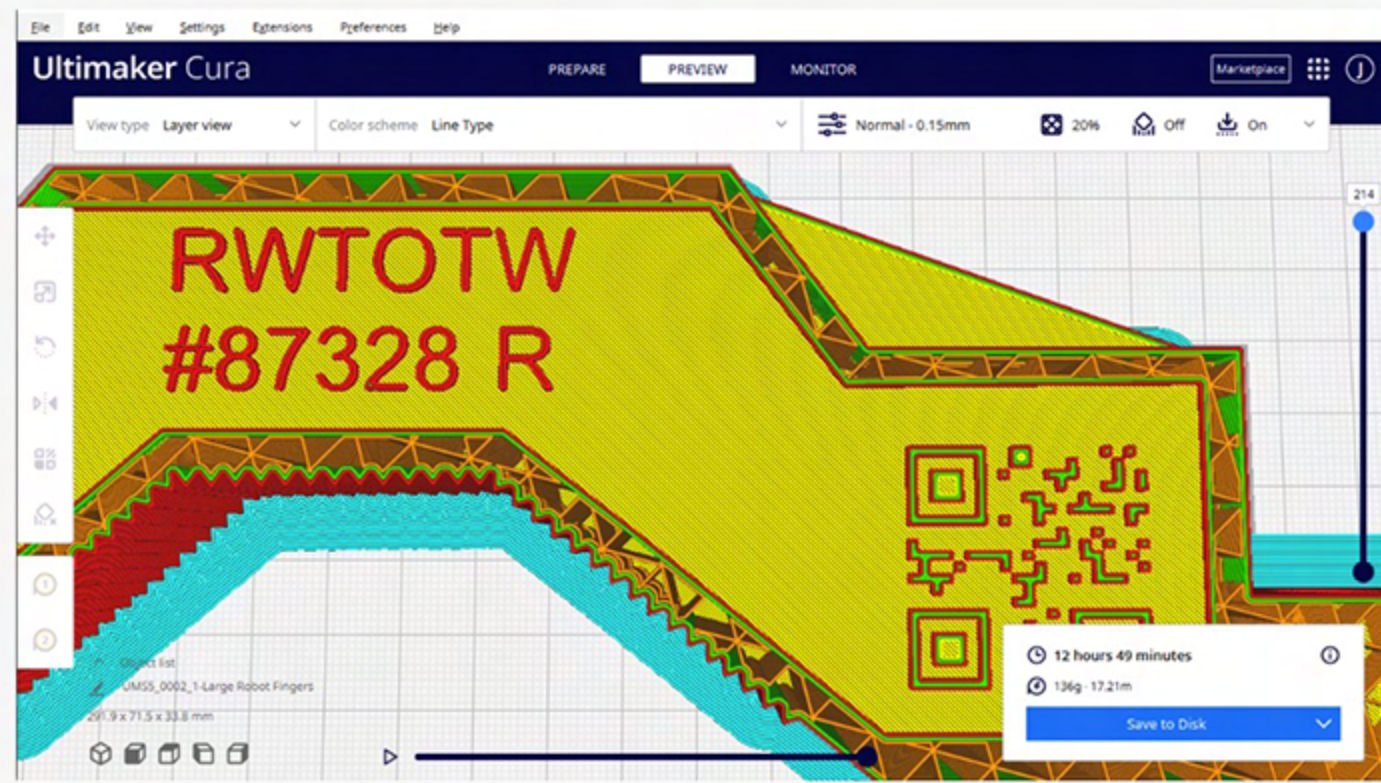 File Edit View Settings Extensions Preferences Help
Ultimaker Cura
PREPARE PREVIEW MONITOR
Marketplace
J
View type Layer view
Color scheme Line Type
Normal - 0.15mm 20% Off On
214
RWTOTW
#87328 R
1
2
Object list
UMS5_0002_1-Large Robot Fingers
291.9 x 71.5 x 33.8 mm
12 hours 49 minutes
136g · 17.21m
Save to Disk